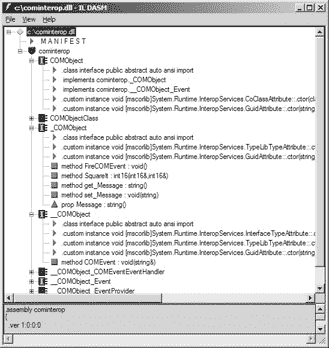 c:\cominterop.dll - IL DASM
File View Help
c:\cominterop.dll
M A N I F E S T
cominterop
COMObject
.class interface public abstract auto ansi import
implements cominterop._COMObject
implements cominterop.__COMObject_Event
.custom instance void [mscorlib]System.Runtime.InteropServices.CoClassAttribute::.ctor(clas
.custom instance void [mscorlib]System.Runtime.InteropServices.GuidAttribute::.ctor(string
COMObjectClass
_COMObject
.class interface public abstract auto ansi import
.custom instance void [mscorlib]System.Runtime.InteropServices.TypeLibTypeAttribute::.c
.custom instance void [mscorlib]System.Runtime.InteropServices.GuidAttribute::.ctor(string
method FireCOMEvent : void()
method SquareIt : int16(int16&,int16&)
method get_Message : string()
method set_Message : void(string)
prop Message : string()
__COMObject
.class interface public abstract auto ansi import
.custom instance void [mscorlib]System.Runtime.InteropServices.InterfaceTypeAttribute::.c
.custom instance void [mscorlib]System.Runtime.InteropServices.TypeLibTypeAttribute::.c
.custom instance void [mscorlib]System.Runtime.InteropServices.GuidAttribute::.ctor(string
method COMEvent : void(string&)
__COMObject_COMEventEventHandler
__COMObject_Event
__COMObject_EventProvider
.assembly cominterop
{
.ver 1:0:0:0